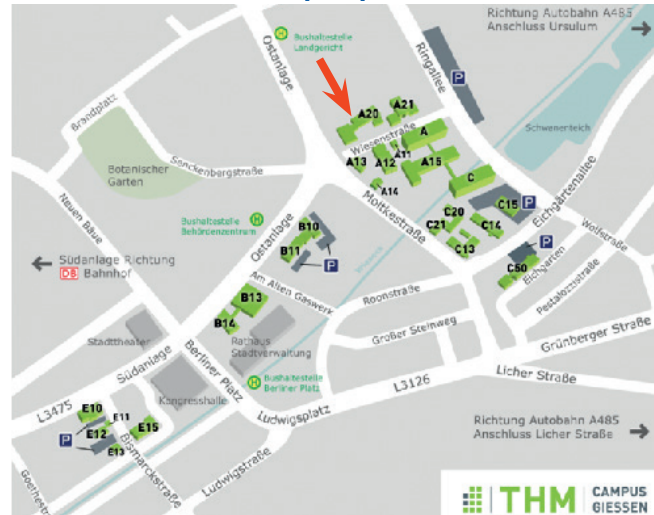 Richtung Autobahn A485
Anschluss Ursulum
Bushaltestelle
Landgericht
H
Ostanlage
Ringallee
P
A20
A21
Brandplatz
Wiesenstraße
A
Schwanenteich
Botanischer
Garten
Senckenbergstraße
A13
A12
A11
A15
A14
C
Neuen Bäue
Moltkestraße
C15
P
Eichgärtenallee
Bushaltestelle
Behördenzentrum
H
Ostanlage
B10
B11
P
C20
C21
C14
C13
Wolfstraße
P
C50
Eichgärten
Pestalozzistraße
Südanlage Richtung
DB Bahnhof
Am Alten Gaswerk
Roonstraße
B13
B14
Großer Steinweg
Grünberger Straße
Stadttheater
Rathaus
Stadtverwaltung
Südanlage
Berliner Platz
Licher Straße
Bushaltestelle
Berliner Platz
H
L3126
Kongresshalle
L3475
E10
E11
E12
E13
E15
P
Ludwigsplatz
Richtung Autobahn A485
Anschluss Licher Straße
Bismarckstraße
Ludwigstraße
Goethestr
THM
CAMPUS
GIESSEN